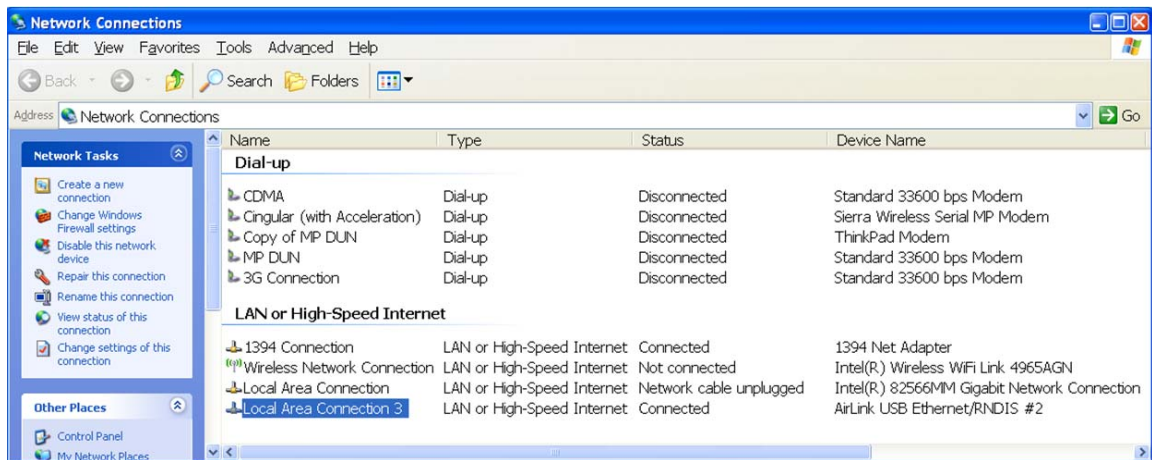 Network Connections
File Edit View Favorites Tools Advanced Help
Back Search Folders
Address Network Connections Go
Network Tasks
Create a new
connection
Change Windows
Firewall settings
Disable this network
device
Repair this connection
Rename this connection
View status of this
connection
Change settings of this
connection
Other Places
Control Panel
My Network Places
Name Type Status Device Name
Dial-up
CDMA Dial-up Disconnected Standard 33600 bps Modem
Cingular (with Acceleration) Dial-up Disconnected Sierra Wireless Serial MP Modem
Copy of MP DUN Dial-up Disconnected ThinkPad Modem
MP DUN Dial-up Disconnected Standard 33600 bps Modem
3G Connection Dial-up Disconnected Standard 33600 bps Modem
LAN or High-Speed Internet
1394 Connection LAN or High-Speed Internet Connected 1394 Net Adapter
Wireless Network Connection LAN or High-Speed Internet Not connected Intel(R) Wireless WiFi Link 4965AGN
Local Area Connection LAN or High-Speed Internet Network cable unplugged Intel(R) 82566MM Gigabit Network Connection
Local Area Connection 3 LAN or High-Speed Internet Connected AirLink USB Ethernet/RNDIS #2